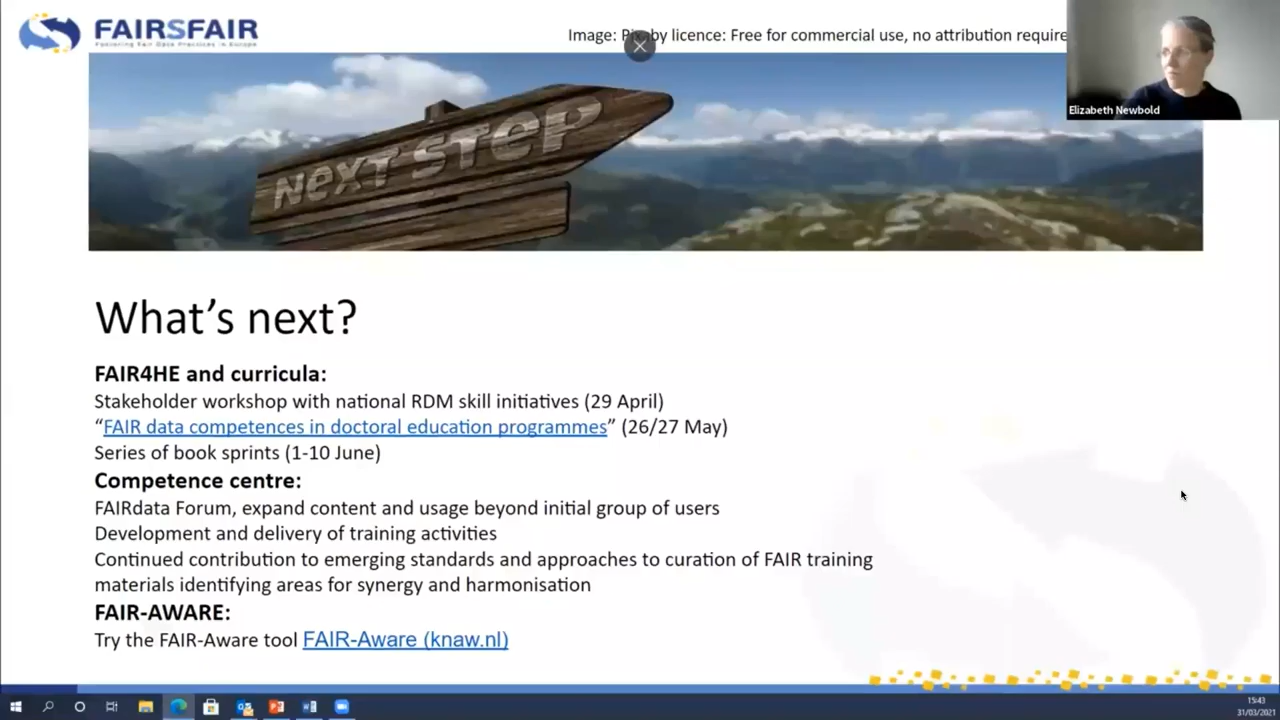 FAIRSFAIR
Fostering Fair Data Practices in Europe
Image: Pixabay licence: Free for commercial use, no attribution require
Elizabeth Newbold
NEXT STEP
What's next?
FAIR4HE and curricula:
Stakeholder workshop with national RDM skill initiatives (29 April)
“FAIR data competences in doctoral education programmes” (26/27 May)
Series of book sprints (1-10 June)
Competence centre:
FAIRdata Forum, expand content and usage beyond initial group of users
Development and delivery of training activities
Continued contribution to emerging standards and approaches to curation of FAIR training
materials identifying areas for synergy and harmonisation
FAIR-AWARE:
Try the FAIR-Aware tool FAIR-Aware (knaw.nl)
15:43
31/03/2021